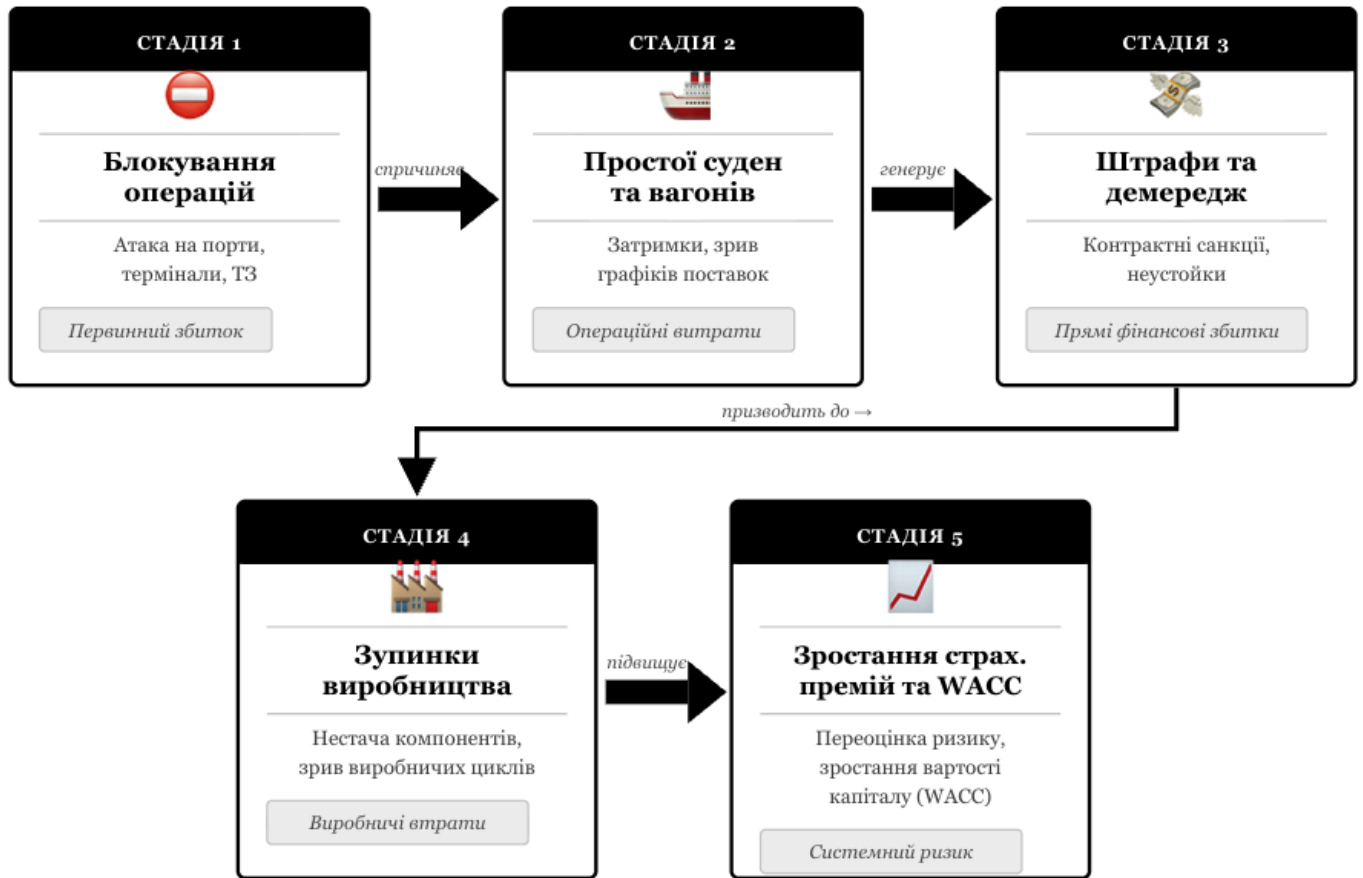 СТАДІЯ 1
Блокування
операцій
Атака на порти,
термінали, ТЗ
Первинний збиток
спричиняє
СТАДІЯ 2
Простої суден
та вагонів
Затримки, зрив
графіків поставок
Операційні витрати
генерує
СТАДІЯ 3
Штрафи та
демередж
Контрактні санкції,
неустойки
Прямі фінансові збитки
призводить до →
СТАДІЯ 4
Зупинки
виробництва
Нестача компонентів,
зрив виробничих циклів
Виробничі втрати
підвищує
СТАДІЯ 5
Зростання страх.
премій та WACC
Переоцінка ризику,
зростання вартості
капіталу (WACC)
Системний ризик